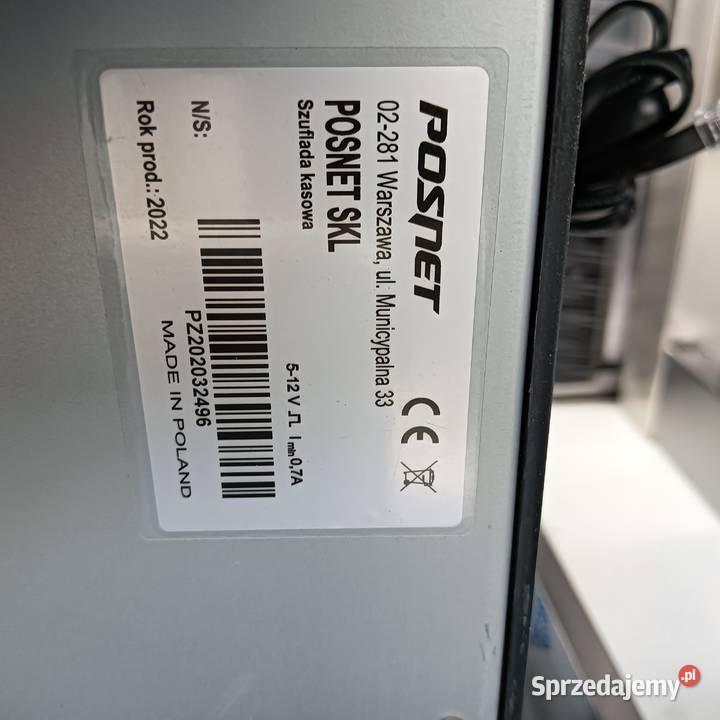 POSNET
02-281 Warszawa, ul. Municypalna 33
POSNET SKL
Szuflada kasowa
5-12 V ⎍ Imin 0,7A
N/S:
PZ202032496
Rok prod.: 2022
MADE IN POLAND
CE
Sprzedajemy.pl